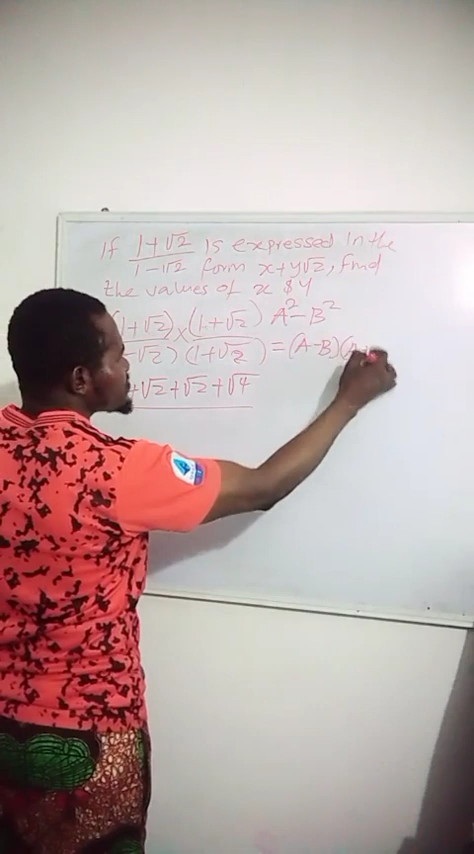 If 1+√2 / 1-√2 is expressed in the
form x+y√2, find
the values of x & y
(1+√2) / -√2) × (1+√2) / (1+√2) A²-B²
=(A-B)(A+
+√2+√2+√4